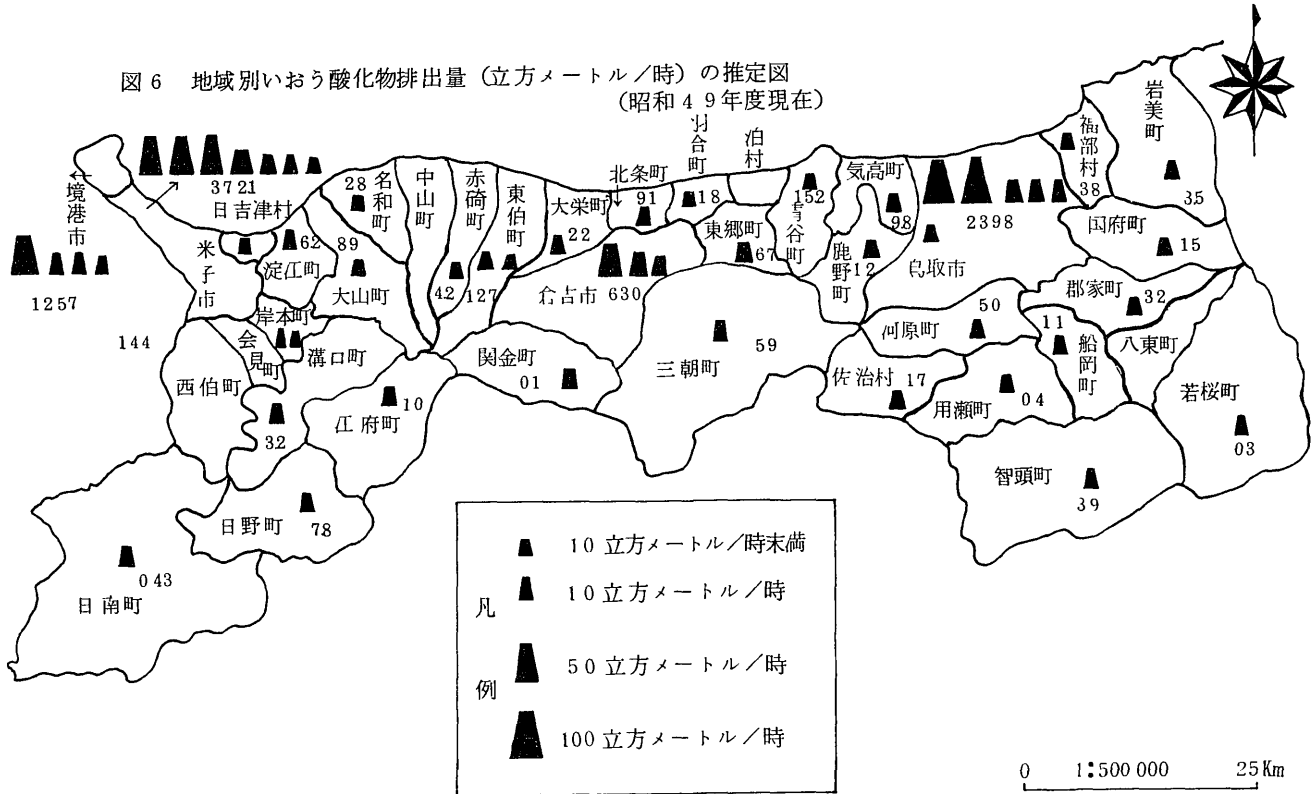 図6 地域別いおう酸化物排出量(立方メートル/時)の推定図
(昭和49年度現在)
岩美町
35
福部村
38
国府町
15
泊村
羽合町
18
北条町
91
気高町
98
青谷町
152
鹿野町
12
2398
鳥取市
東郷町
67
大栄町
22
東伯町
127
赤碕町
42
中山町
名和町
28
3721
日吉津村
境港市
1257
米子市
144
淀江町
62
89
大山町
岸本町
会見町
溝口町
西伯町
32
江府町
10
日野町
78
日南町
043
倉吉市
630
関金町
01
三朝町
59
河原町
50
佐治村
17
用瀬町
04
郡家町
32
11
船岡町
八東町
若桜町
03
智頭町
39
凡例
10立方メートル/時末満
10立方メートル/時
50立方メートル/時
100立方メートル/時
0 1:500 000 25Km